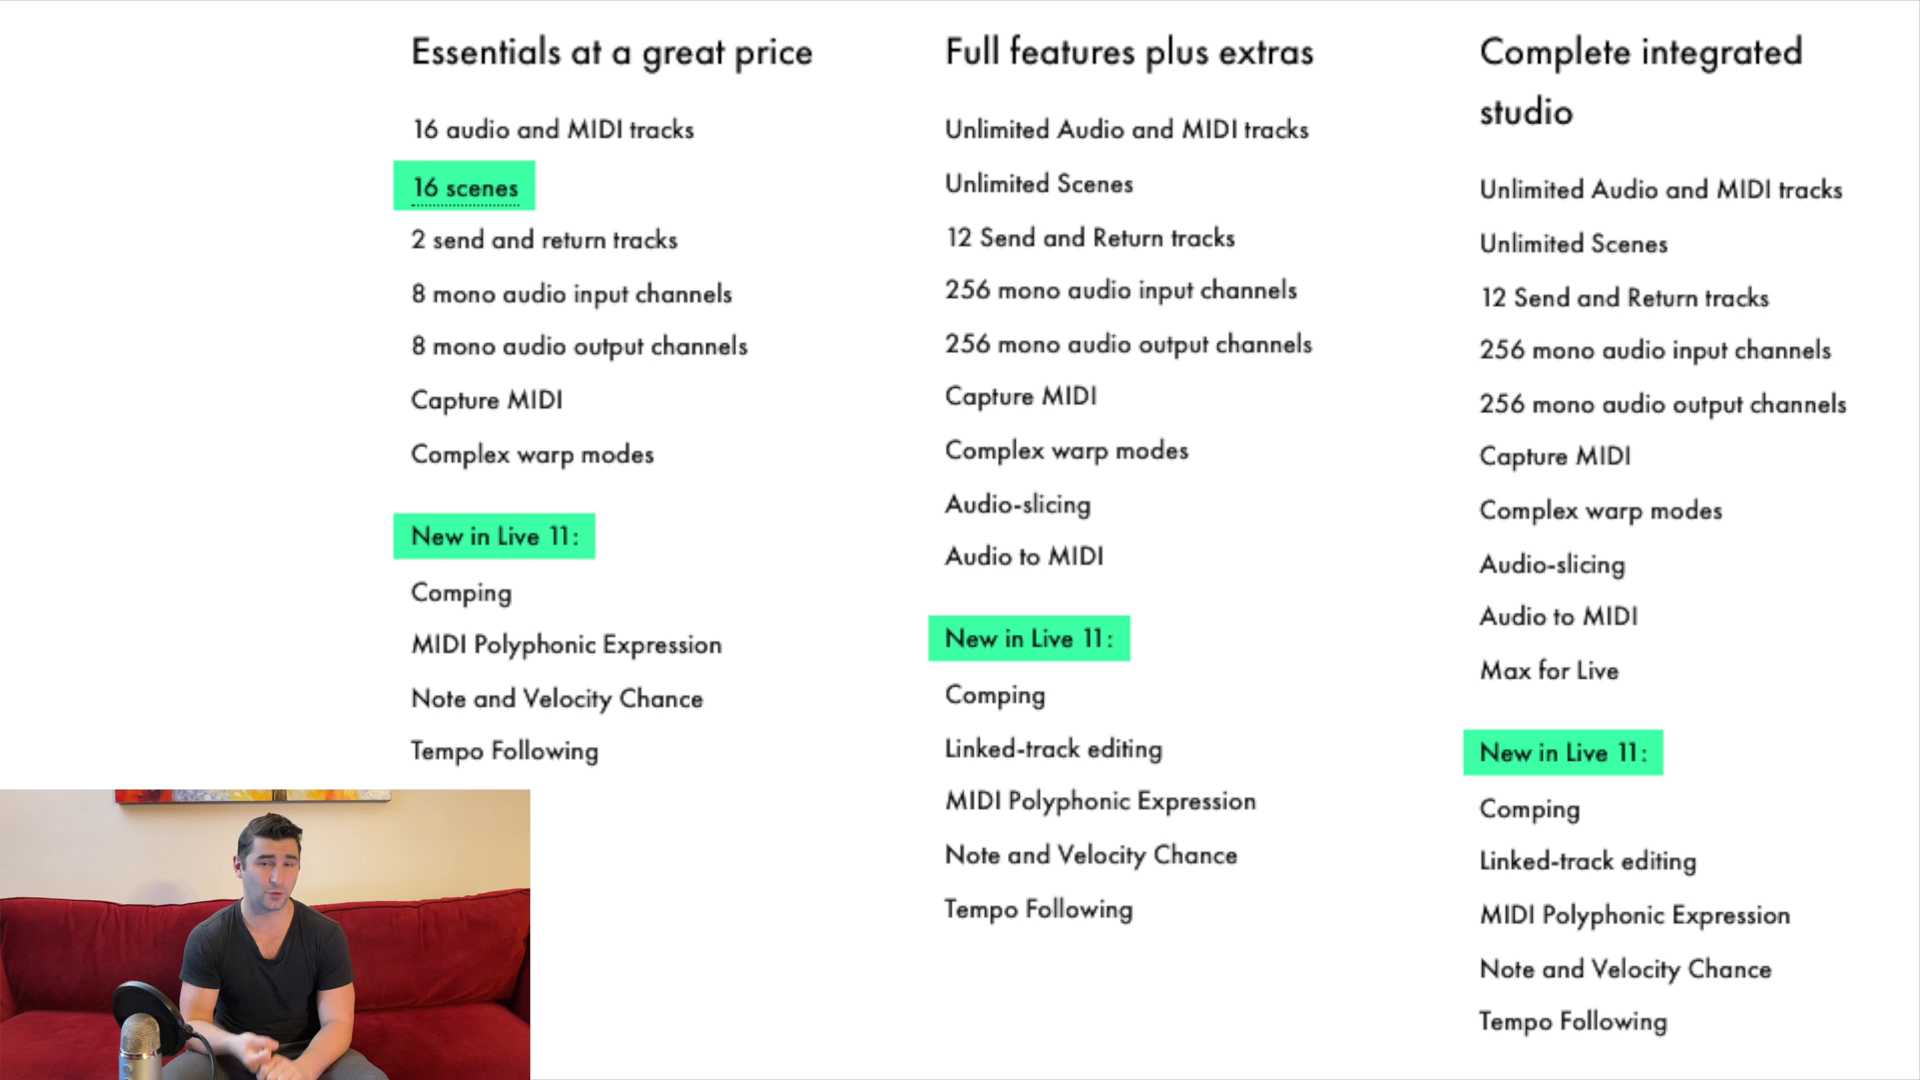 Essentials at a great price
16 audio and MIDI tracks
16 scenes
2 send and return tracks
8 mono audio input channels
8 mono audio output channels
Capture MIDI
Complex warp modes
New in Live 11:
Comping
MIDI Polyphonic Expression
Note and Velocity Chance
Tempo Following
Full features plus extras
Unlimited Audio and MIDI tracks
Unlimited Scenes
12 Send and Return tracks
256 mono audio input channels
256 mono audio output channels
Capture MIDI
Complex warp modes
Audio-slicing
Audio to MIDI
New in Live 11:
Comping
Linked-track editing
MIDI Polyphonic Expression
Note and Velocity Chance
Tempo Following
Complete integrated
studio
Unlimited Audio and MIDI tracks
Unlimited Scenes
12 Send and Return tracks
256 mono audio input channels
256 mono audio output channels
Capture MIDI
Complex warp modes
Audio-slicing
Audio to MIDI
Max for Live
New in Live 11:
Comping
Linked-track editing
MIDI Polyphonic Expression
Note and Velocity Chance
Tempo Following